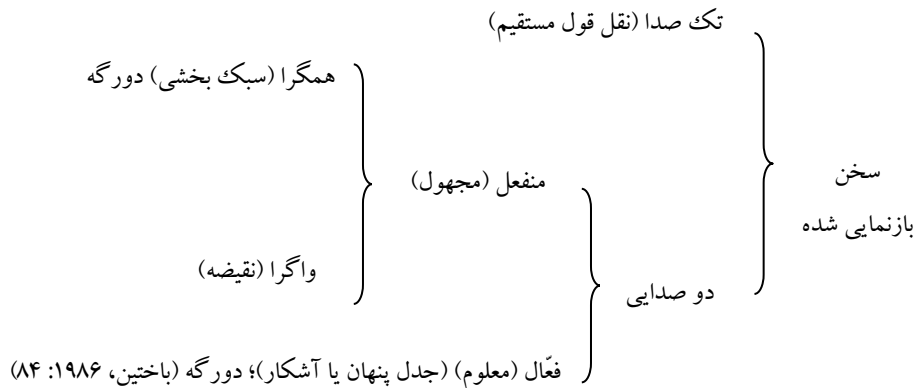 تک صدا (نقل قول مستقیم)
همگرا (سبک بخشی) دورگه
منفعل (مجهول)
سخن
بازنمایی شده
واگرا (نقیضه)
دو صدایی
فعّال (معلوم) (جدل پنهان یا آشکار)؛ دورگه (باختین، ۱۹۸۶: ۸۴)